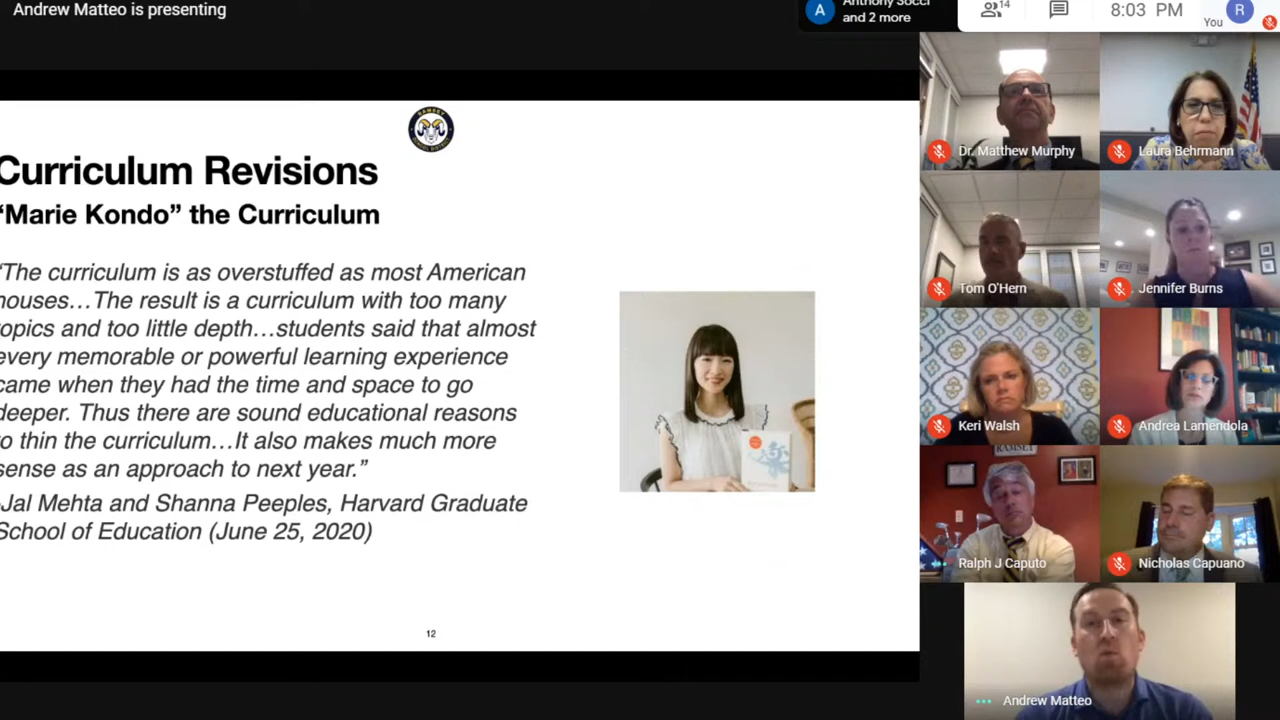 Andrew Matteo is presenting
A
Anthony Socci
and 2 more
14
8:03 PM
You
R
RAMSEY
SCHOOL DISTRICT
Curriculum Revisions
“Marie Kondo” the Curriculum
“The curriculum is as overstuffed as most American
houses…The result is a curriculum with too many
topics and too little depth…students said that almost
every memorable or powerful learning experience
came when they had the time and space to go
deeper. Thus there are sound educational reasons
to thin the curriculum…It also makes much more
sense as an approach to next year.”
-Jal Mehta and Shanna Peeples, Harvard Graduate
School of Education (June 25, 2020)
12
Dr. Matthew Murphy
Laura Behrmann
Tom O'Hern
Jennifer Burns
Keri Walsh
Andrea Lamendola
RAMSEY
Ralph J Caputo
Nicholas Capuano
Andrew Matteo